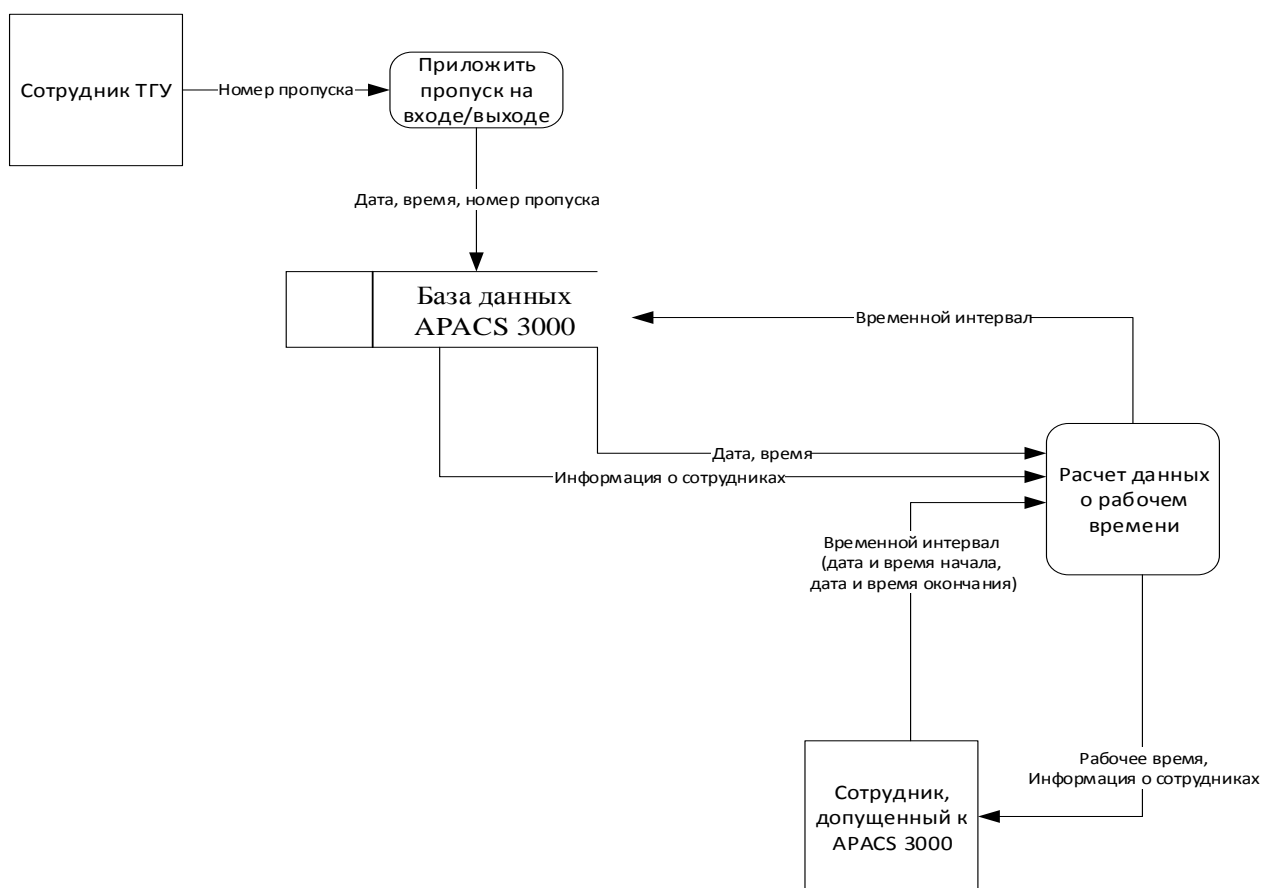 Сотрудник ТГУ
Номер пропуска
Приложить
пропуск на
входе/выходе
Дата, время, номер пропуска
База данных
APACS 3000
Временной интервал
Дата, время
Информация о сотрудниках
Расчет данных
о рабочем
времени
Временной интервал
(дата и время начала,
дата и время окончания)
Рабочее время,
Информация о сотрудниках
Сотрудник,
допущенный к
APACS 3000